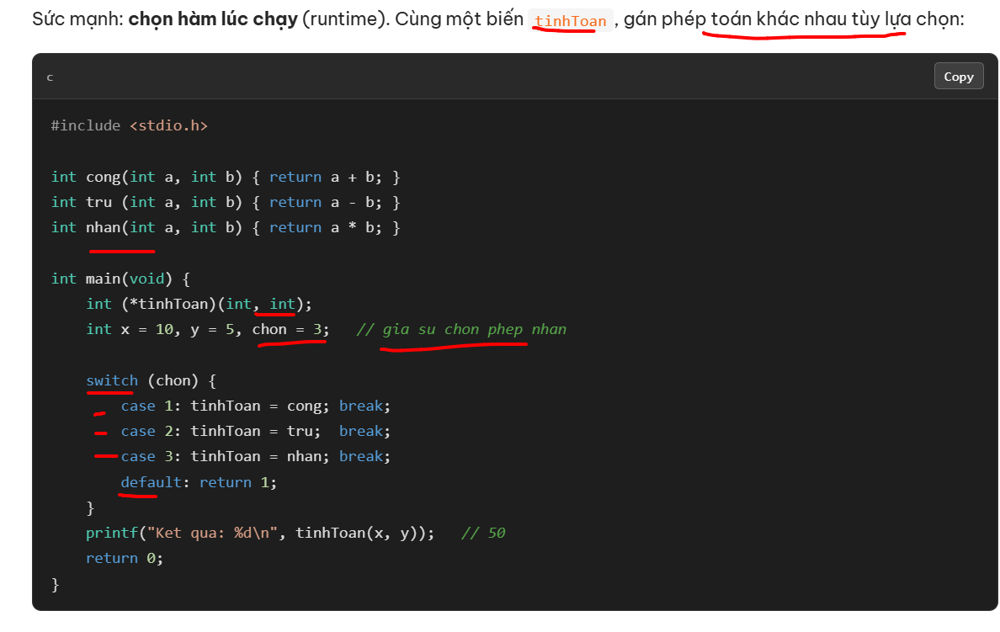 Sức mạnh: chọn hàm lúc chạy (runtime). Cùng một biến tinhToan , gán phép toán khác nhau tùy lựa chọn:
c
Copy
#include <stdio.h>
int cong(int a, int b) { return a + b; }
int tru (int a, int b) { return a - b; }
int nhan(int a, int b) { return a * b; }
int main(void) {
    int (*tinhToan)(int, int);
    int x = 10, y = 5, chon = 3;   // gia su chon phep nhan
    switch (chon) {
        case 1: tinhToan = cong; break;
        case 2: tinhToan = tru;  break;
        case 3: tinhToan = nhan; break;
        default: return 1;
    }
    printf("Ket qua: %d\n", tinhToan(x, y));   // 50
    return 0;
}